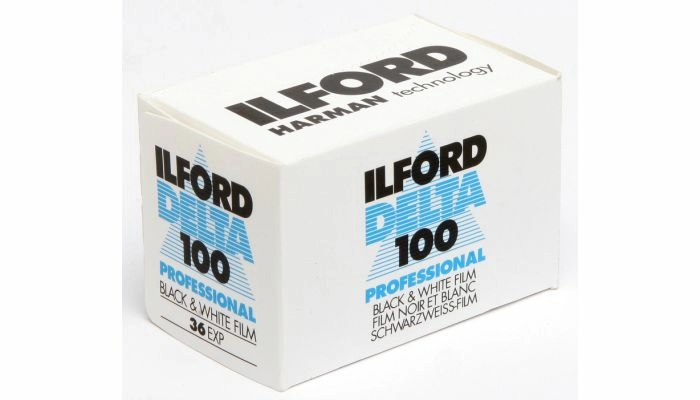 ILFORD
HARMAN technology
ILFORD
DELTA
100
PROFESSIONAL
BLACK & WHITE FILM
36 EXP
ILFORD
DELTA
100
PROFESSIONAL
BLACK & WHITE FILM
FILM NOIR ET BLANC
SCHWARZWEISS-FILM